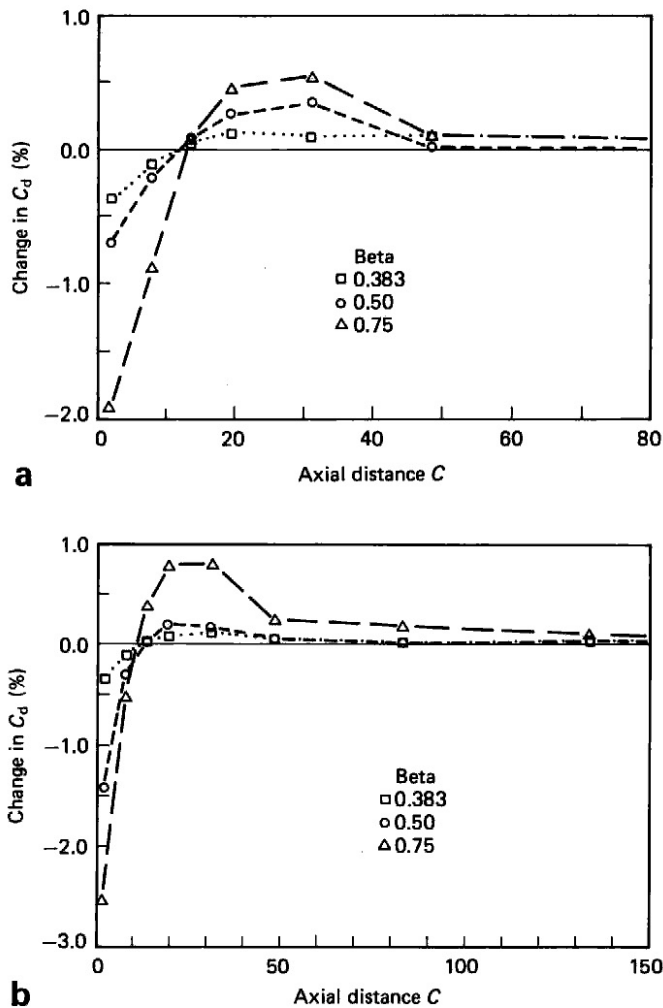 1.0
0.0
−1.0
−2.0
Change in Cd (%)
Beta
□ 0.383
○ 0.50
△ 0.75
0 20 40 60 80
Axial distance C
a
1.0
0.0
−1.0
−2.0
−3.0
Change in Cd (%)
Beta
□ 0.383
○ 0.50
△ 0.75
0 50 100 150
Axial distance C
b